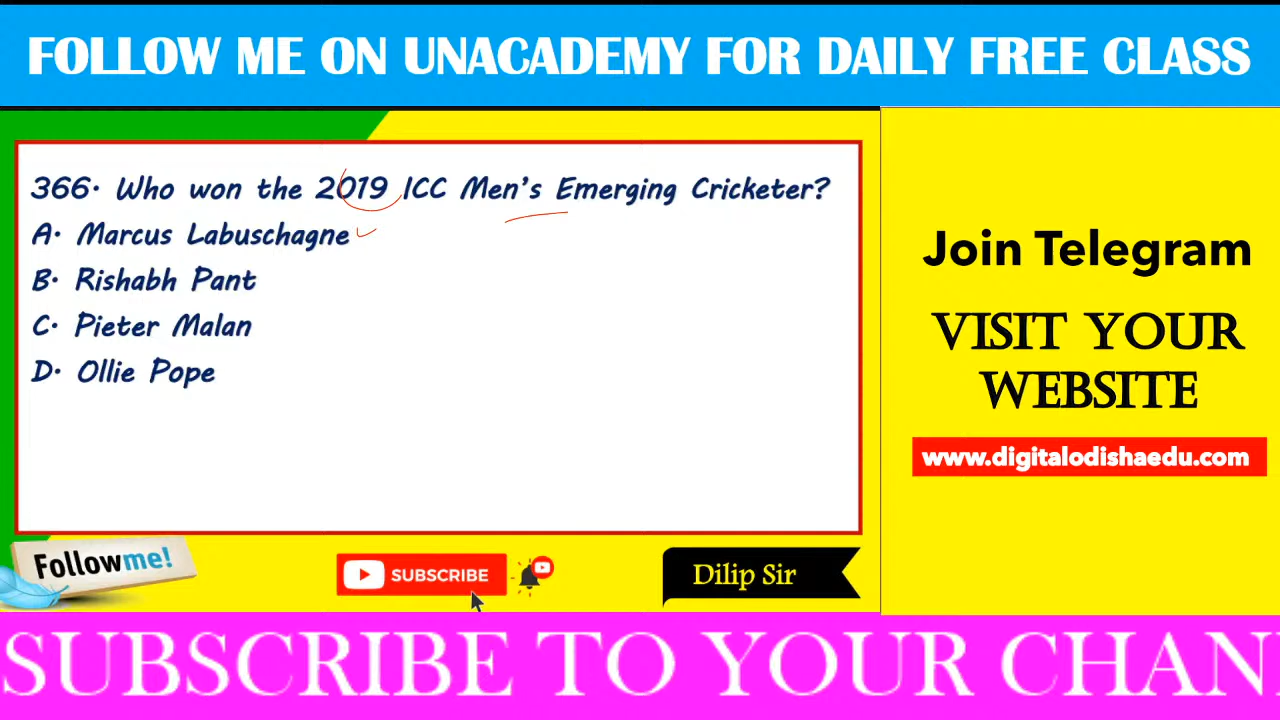 FOLLOW ME ON UNACADEMY FOR DAILY FREE CLASS
366. Who won the 2019 ICC Men's Emerging Cricketer?
A. Marcus Labuschagne
B. Rishabh Pant
C. Pieter Malan
D. Ollie Pope
Join Telegram
VISIT YOUR
WEBSITE
www.digitalodishaedu.com
Followme!
SUBSCRIBE
Dilip Sir
SUBSCRIBE TO YOUR CHAN